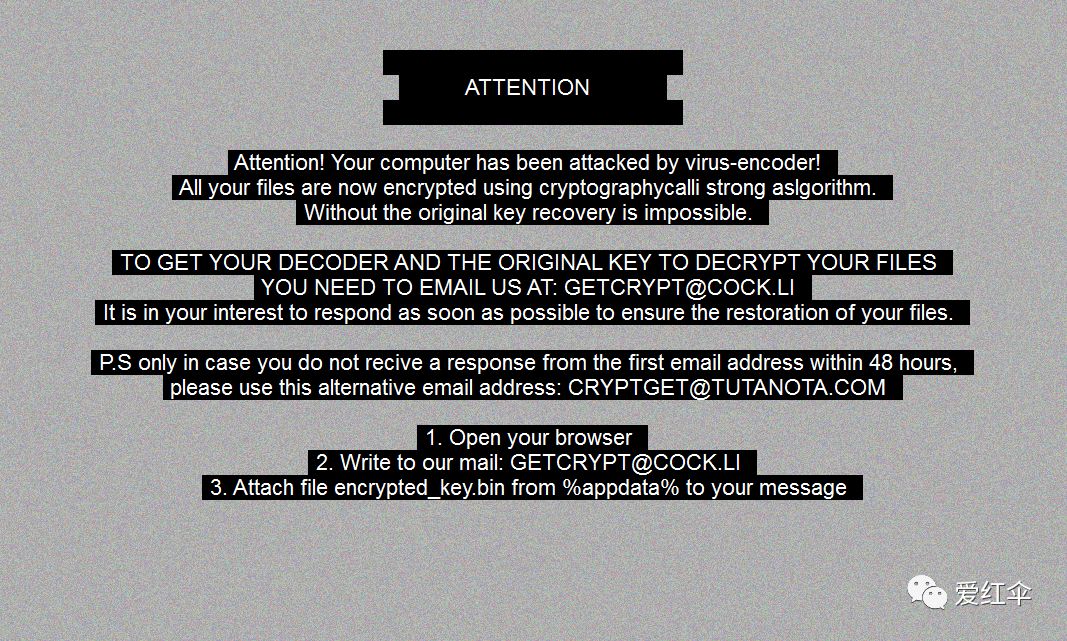 ATTENTION
Attention! Your computer has been attacked by virus-encoder!
All your files are now encrypted using cryptographycalli strong aslgorithm.
Without the original key recovery is impossible.
TO GET YOUR DECODER AND THE ORIGINAL KEY TO DECRYPT YOUR FILES
YOU NEED TO EMAIL US AT: GETCRYPT@COCK.LI
It is in your interest to respond as soon as possible to ensure the restoration of your files.
P.S only in case you do not recive a response from the first email address within 48 hours,
please use this alternative email address: CRYPTGET@TUTANOTA.COM
1. Open your browser
2. Write to our mail: GETCRYPT@COCK.LI
3. Attach file encrypted_key.bin from %appdata% to your message
爱红伞